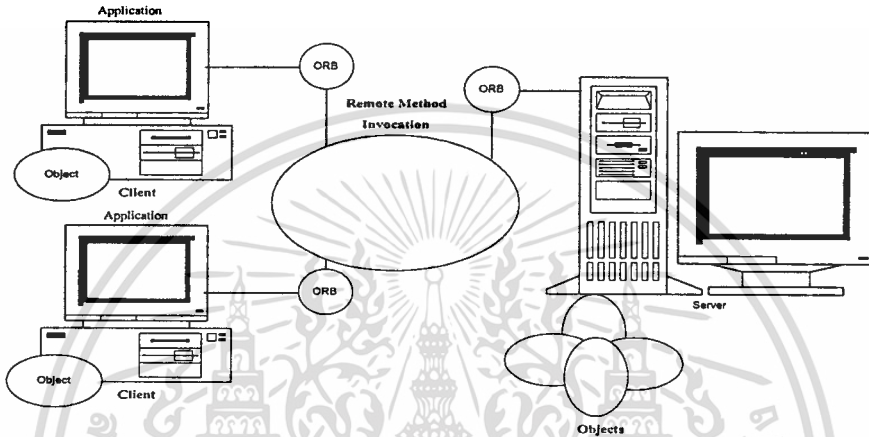 Application
ORB
ORB
Remote Method
Invocation
Object
Client
Application
ORB
Server
Object
Client
Objects